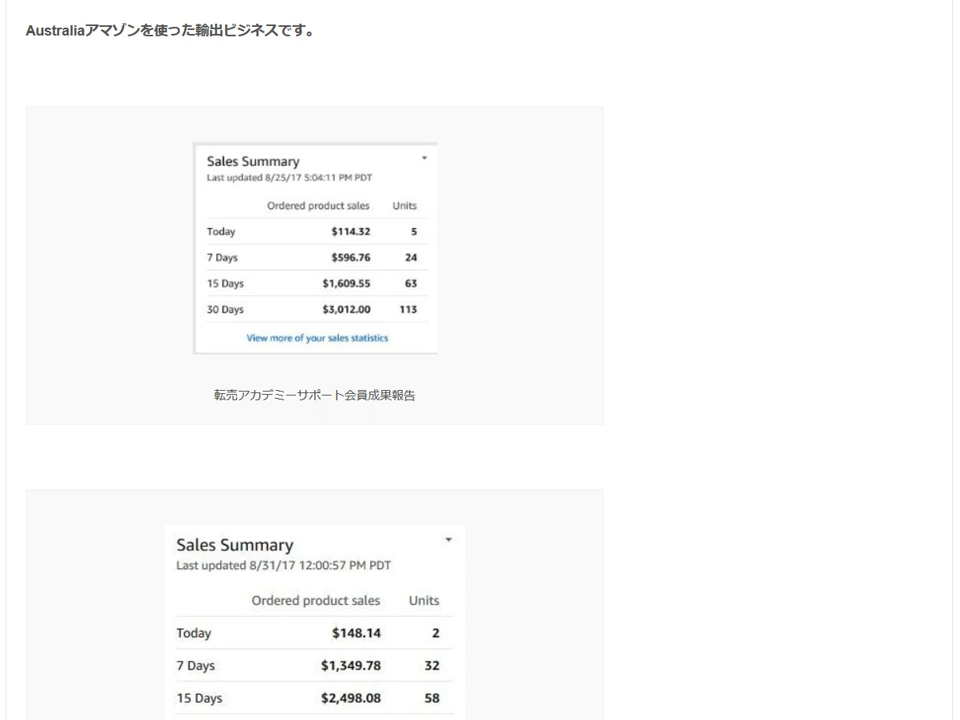 Australiaアマゾンを使った輸出ビジネスです。
Sales Summary
Last updated 8/25/17 5:04:11 PM PDT
Ordered product sales Units
Today $114.32 5
7 Days $596.76 24
15 Days $1,609.55 63
30 Days $3,012.00 113
View more of your sales statistics
転売アカデミーサポート会員成果報告
Sales Summary
Last updated 8/31/17 12:00:57 PM PDT
Ordered product sales Units
Today $148.14 2
7 Days $1,349.78 32
15 Days $2,498.08 58